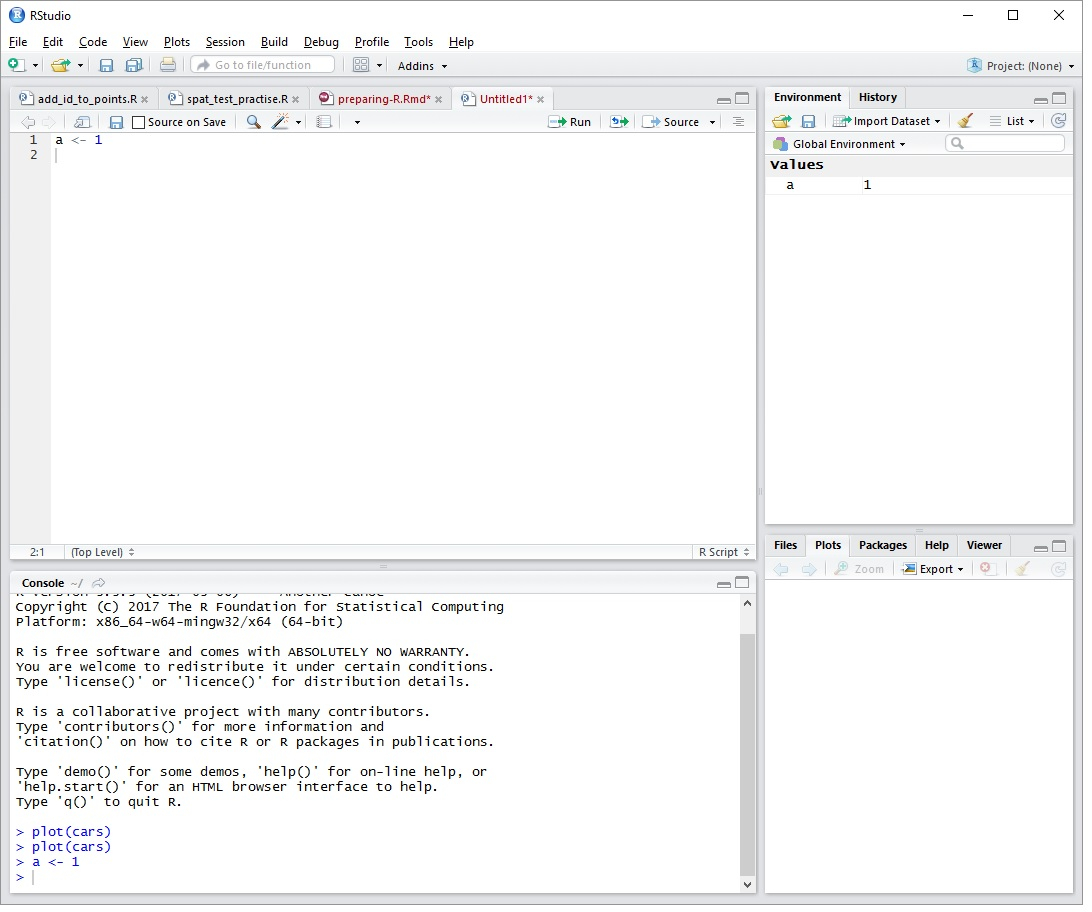 RStudio
File Edit Code View Plots Session Build Debug Profile Tools Help
Go to file/function Addins Project: (None)
add_id_to_points.R spat_test_practise.R preparing-R.Rmd* Untitled1*
Source on Save Run Source
1 a <- 1
2
2:1 (Top Level) R Script
Console ~/
Copyright (C) 2017 The R Foundation for Statistical Computing
Platform: x86_64-w64-mingw32/x64 (64-bit)
R is free software and comes with ABSOLUTELY NO WARRANTY.
You are welcome to redistribute it under certain conditions.
Type 'license()' or 'licence()' for distribution details.
R is a collaborative project with many contributors.
Type 'contributors()' for more information and
'citation()' on how to cite R or R packages in publications.
Type 'demo()' for some demos, 'help()' for on-line help, or
'help.start()' for an HTML browser interface to help.
Type 'q()' to quit R.
> plot(cars)
> plot(cars)
> a <- 1
>
Environment History
Import Dataset List
Global Environment
Values
a 1
Files Plots Packages Help Viewer
Zoom Export